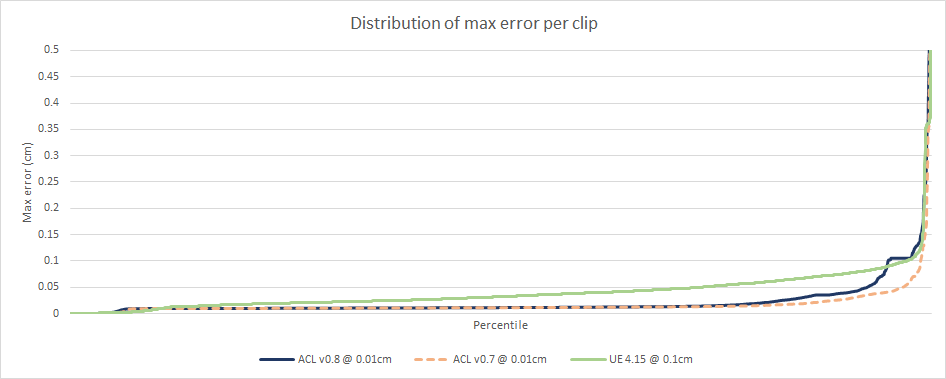 Distribution of max error per clip
0.5
0.45
0.4
0.35
0.3
0.25
0.2
0.15
0.1
0.05
0
Max error (cm)
Percentile
ACL v0.8 @ 0.01cm ACL v0.7 @ 0.01cm UE 4.15 @ 0.1cm